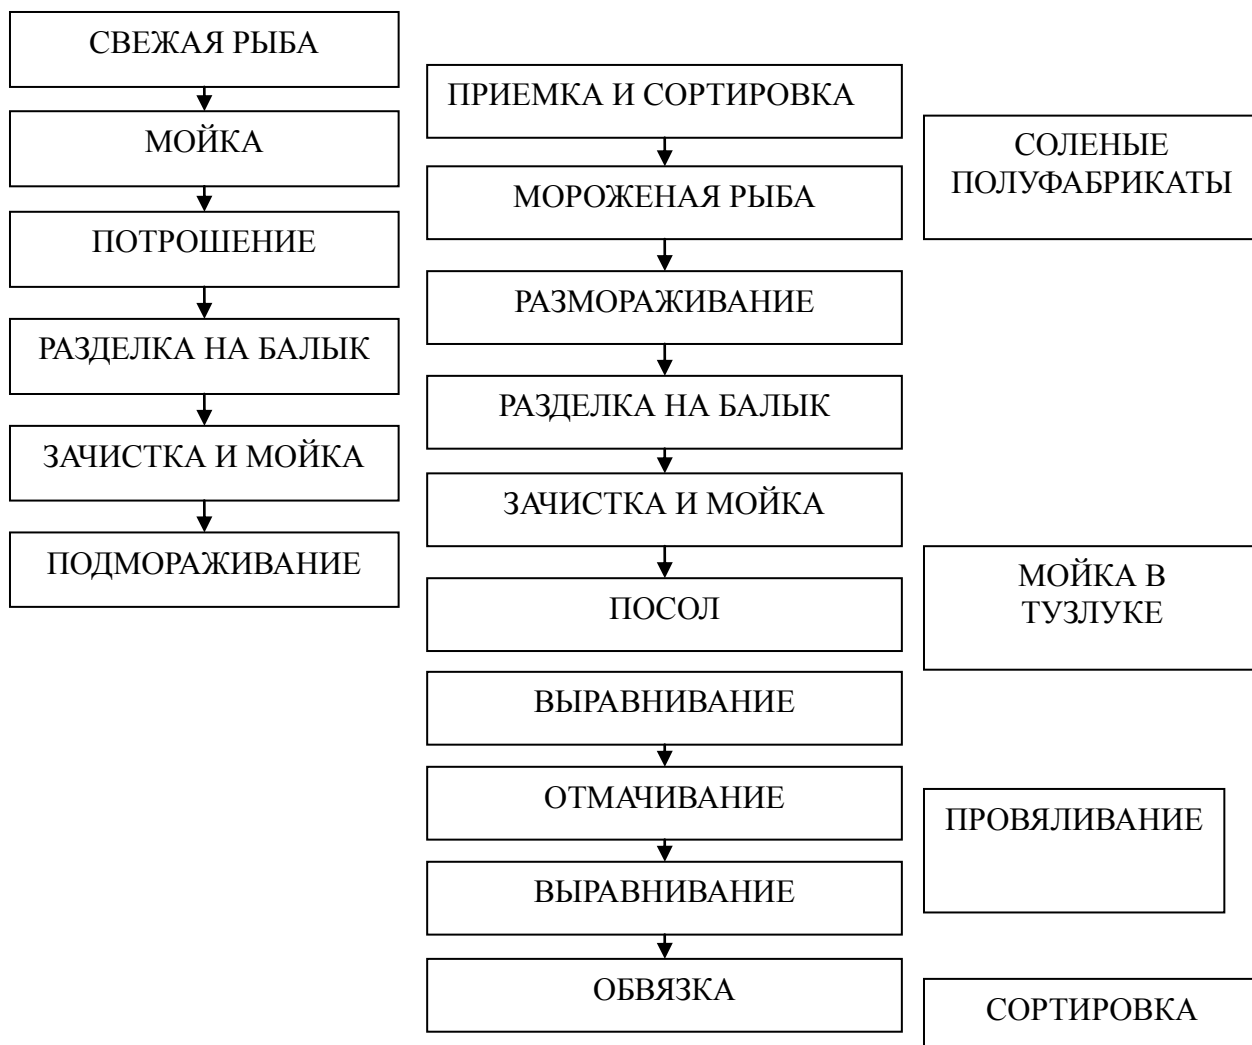 СВЕЖАЯ РЫБА
МОЙКА
ПОТРОШЕНИЕ
РАЗДЕЛКА НА БАЛЫК
ЗАЧИСТКА И МОЙКА
ПОДМОРАЖИВАНИЕ
ПРИЕМКА И СОРТИРОВКА
МОРОЖЕНАЯ РЫБА
РАЗМОРАЖИВАНИЕ
РАЗДЕЛКА НА БАЛЫК
ЗАЧИСТКА И МОЙКА
ПОСОЛ
ВЫРАВНИВАНИЕ
ОТМАЧИВАНИЕ
ВЫРАВНИВАНИЕ
ОБВЯЗКА
СОЛЕНЫЕ
ПОЛУФАБРИКАТЫ
МОЙКА В
ТУЗЛУКЕ
ПРОВЯЛИВАНИЕ
СОРТИРОВКА